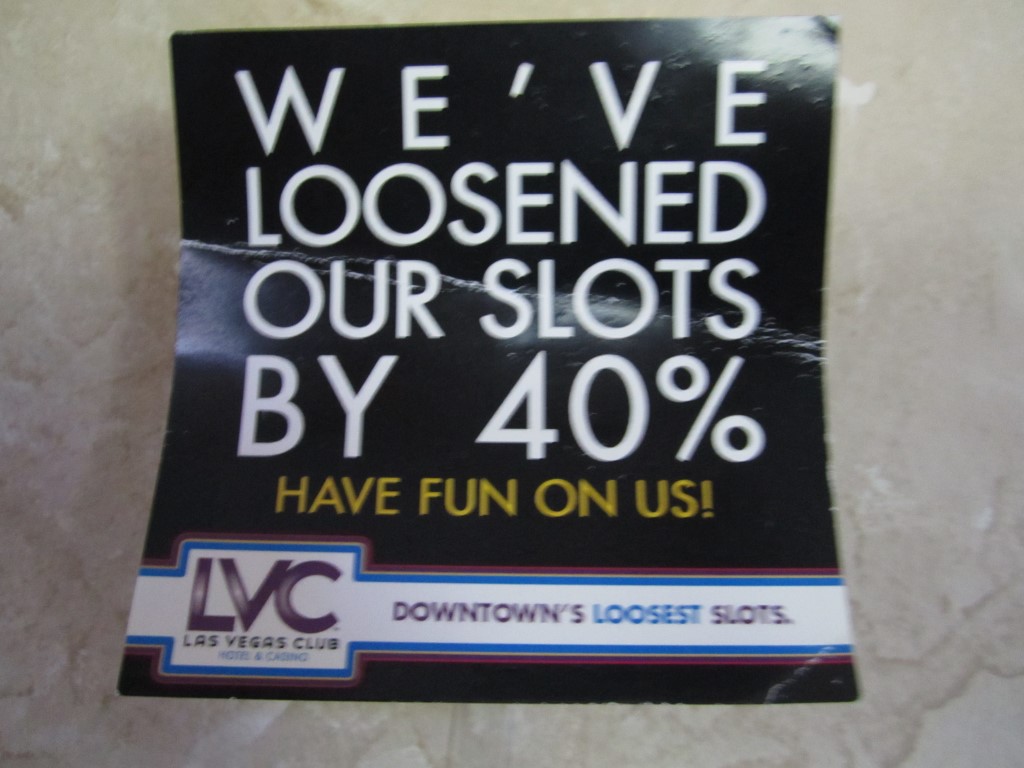 WE'VE
LOOSENED
OUR SLOTS
BY 40%
HAVE FUN ON US!
LVC
LAS VEGAS CLUB
HOTEL & CASINO
DOWNTOWN'S LOOSEST SLOTS.